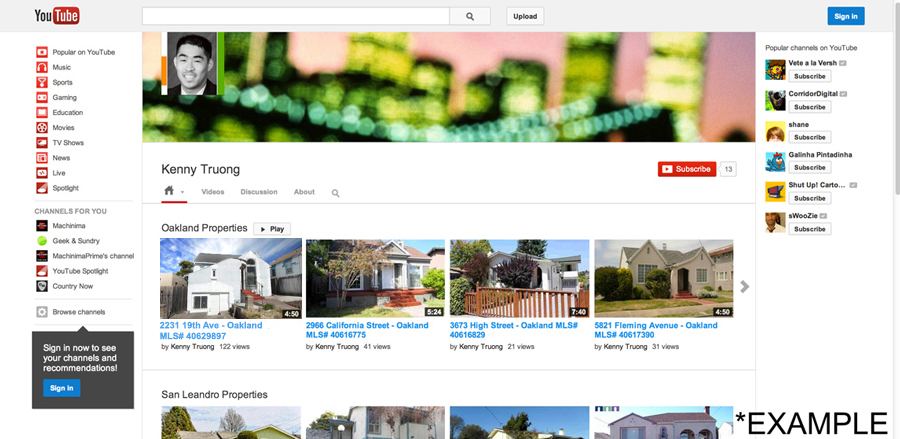 YouTube
Upload
Sign in
Popular on YouTube
Music
Sports
Gaming
Education
Movies
TV Shows
News
Live
Spotlight
CHANNELS FOR YOU
Machinima
Geek & Sundry
MachinimaPrime's channel
YouTube Spotlight
Country Now
Browse channels
Sign in now to see
your channels and
recommendations!
Sign in
Kenny Truong
Subscribe 13
Videos Discussion About
Oakland Properties Play
4:50
2231 19th Ave - Oakland
MLS# 40629897
by Kenny Truong 122 views
5:24
2966 California Street - Oakland
MLS# 40616775
by Kenny Truong 41 views
7:40
3673 High Street - Oakland MLS#
40616829
by Kenny Truong 21 views
4:50
5821 Fleming Avenue - Oakland
MLS# 40617390
by Kenny Truong 31 views
San Leandro Properties
Popular channels on YouTube
Vete a la Versh
Subscribe
CorridorDigital
Subscribe
shane
Subscribe
Galinha Pintadinha
Subscribe
Shut Up! Carto...
Subscribe
sWooZie
Subscribe
*EXAMPLE